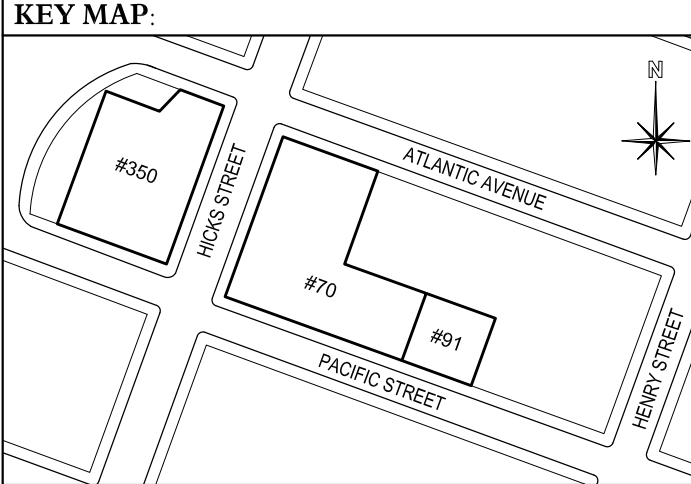 KEY MAP:
N
ATLANTIC AVENUE
#350
HICKS STREET
#70
#91
HENRY STREET
PACIFIC STREET